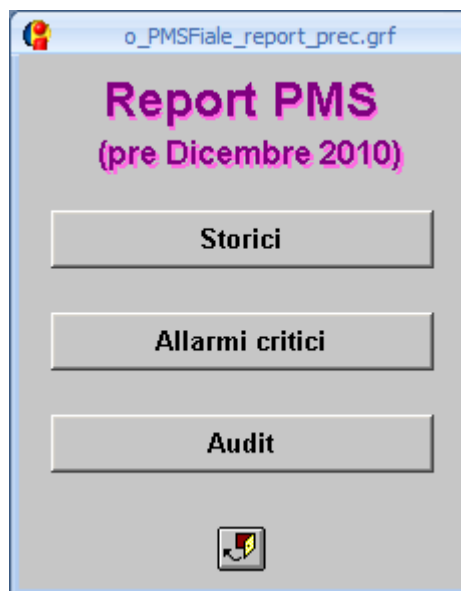 o_PMSFiale_report_prec.grf
Report PMS
(pre Dicembre 2010)
Storici
Allarmi critici
Audit